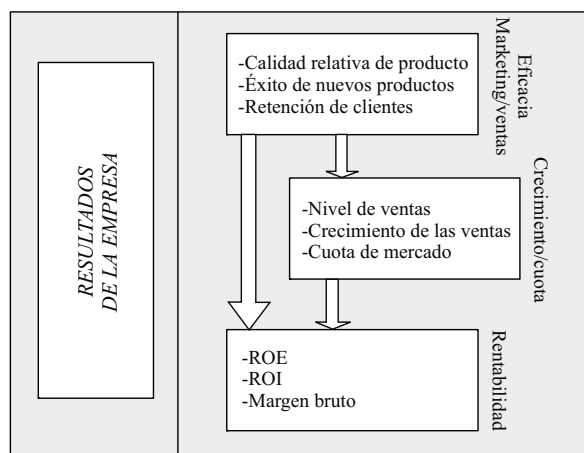 RESULTADOS
DE LA EMPRESA
-Calidad relativa de producto
-Éxito de nuevos productos
-Retención de clientes
Eficacia
Marketing/ventas
-Nivel de ventas
-Crecimiento de las ventas
-Cuota de mercado
Crecimiento/cuota
-ROE
-ROI
-Margen bruto
Rentabilidad